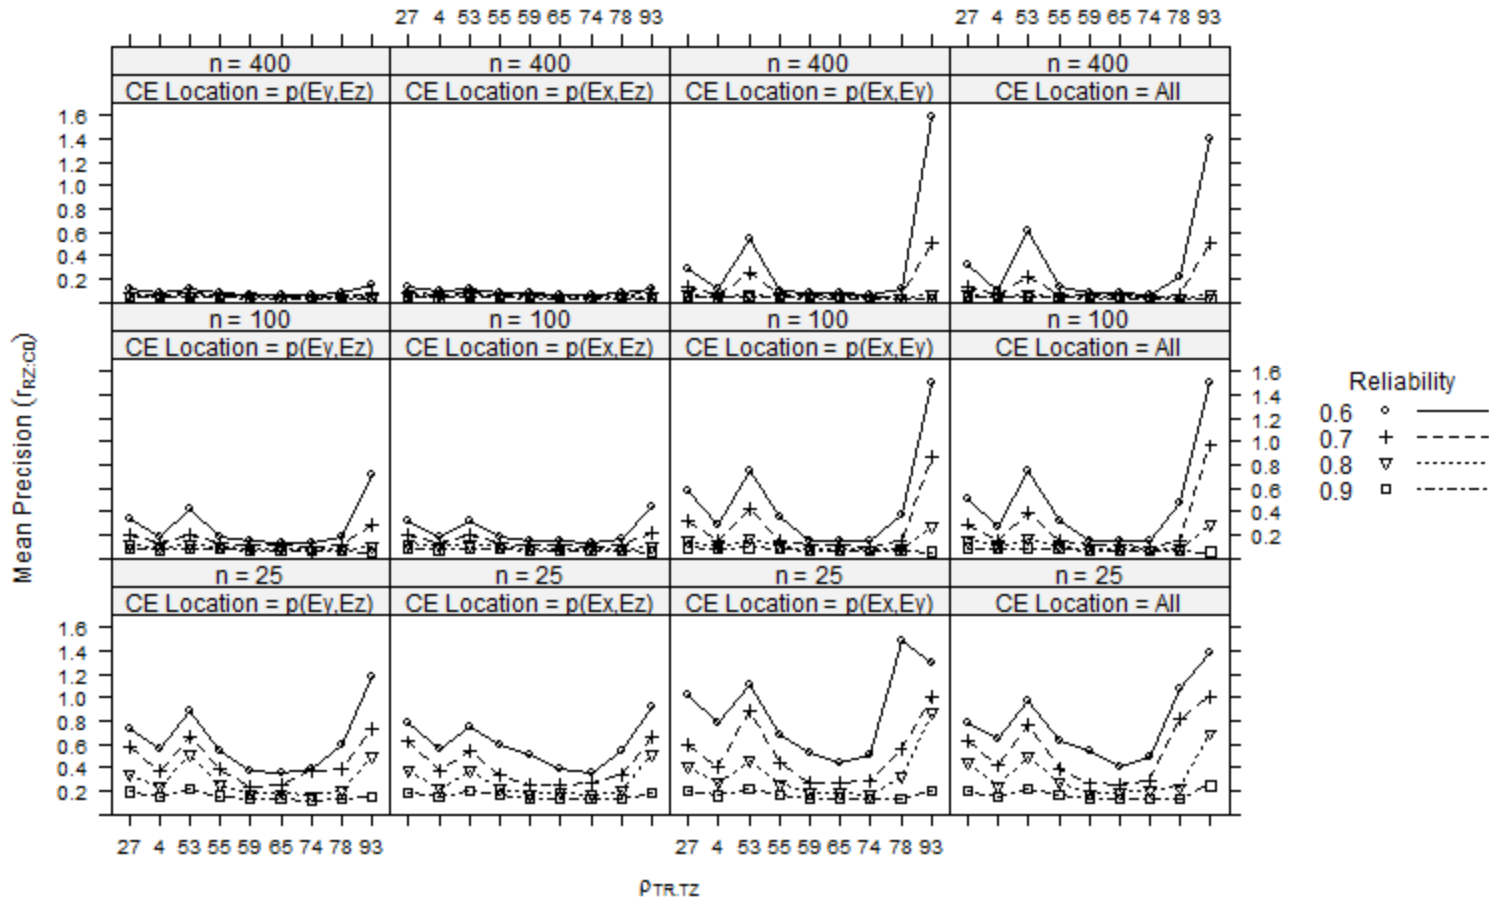 27 4 53 55 59 65 74 78 93 27 4 53 55 59 65 74 78 93
n = 400 n = 400 n = 400 n = 400
CE Location = p(Ey,Ez) CE Location = p(Ex,Ez) CE Location = p(Ex,Ey) CE Location = All
1.6
1.4
1.2
1.0
0.8
0.6
0.4
0.2
n = 100 n = 100 n = 100 n = 100
CE Location = p(Ey,Ez) CE Location = p(Ex,Ez) CE Location = p(Ex,Ey) CE Location = All
1.6
1.4
1.2
1.0
0.8
0.6
0.4
0.2
n = 25 n = 25 n = 25 n = 25
CE Location = p(Ey,Ez) CE Location = p(Ex,Ez) CE Location = p(Ex,Ey) CE Location = All
1.6
1.4
1.2
1.0
0.8
0.6
0.4
0.2
27 4 53 55 59 65 74 78 93 27 4 53 55 59 65 74 78 93
ρTR.TZ
Mean Precision (rRZ:CQ)
Reliability
0.6
0.7
0.8
0.9